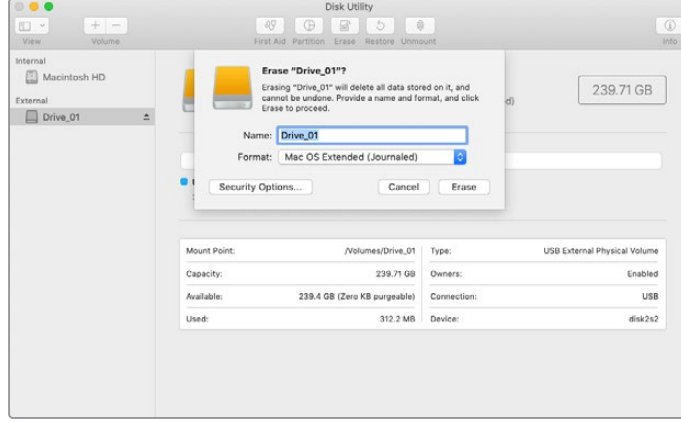 Disk Utility
View
Volume
First Aid
Partition
Erase
Restore
Unmount
Info
Internal
Macintosh HD
External
Drive_01
Erase "Drive_01"?
Erasing "Drive_01" will delete all data stored on it, and
cannot be undone. Provide a name and format, and click
Erase to proceed.
Name: Drive_01
Format: Mac OS Extended (Journaled)
Security Options...
Cancel
Erase
d)
239.71 GB
Mount Point: /Volumes/Drive_01
Type: USB External Physical Volume
Capacity: 239.71 GB
Owners: Enabled
Available: 239.4 GB (Zero KB purgeable)
Connection: USB
Used: 312.2 MB
Device: disk2s2